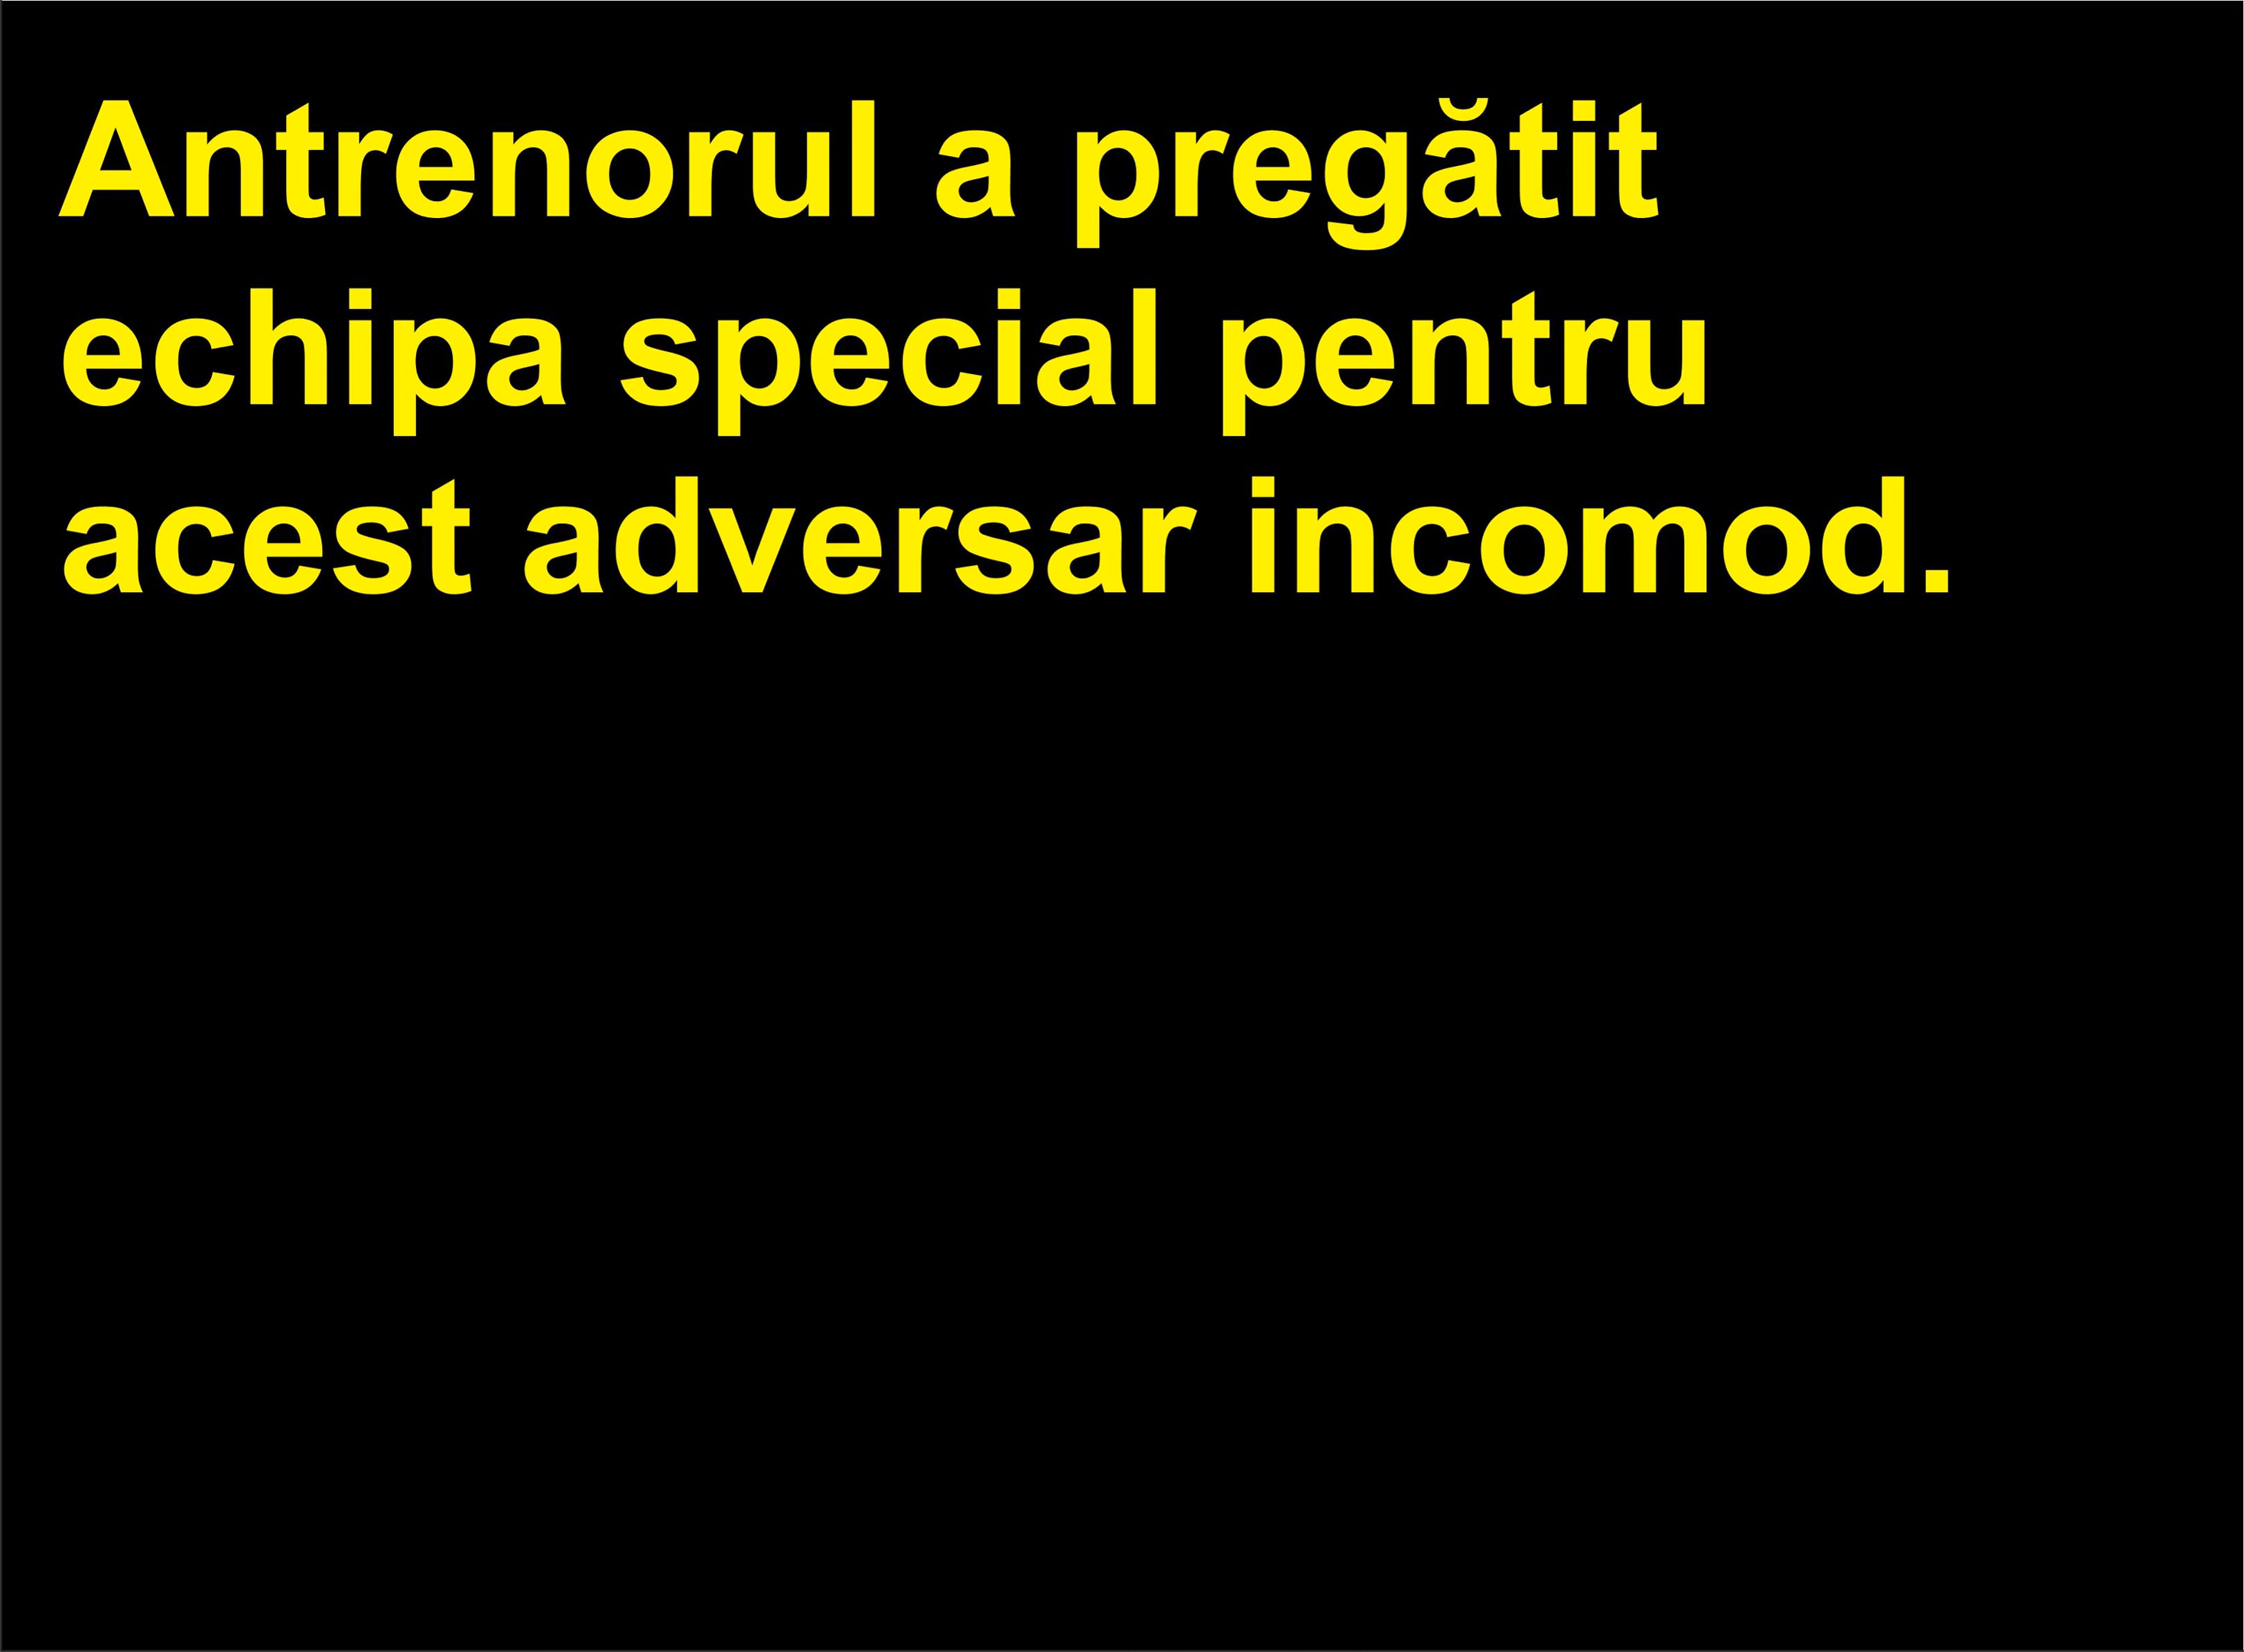 Antrenorul a pregătit
echipa special pentru
acest adversar incomod.